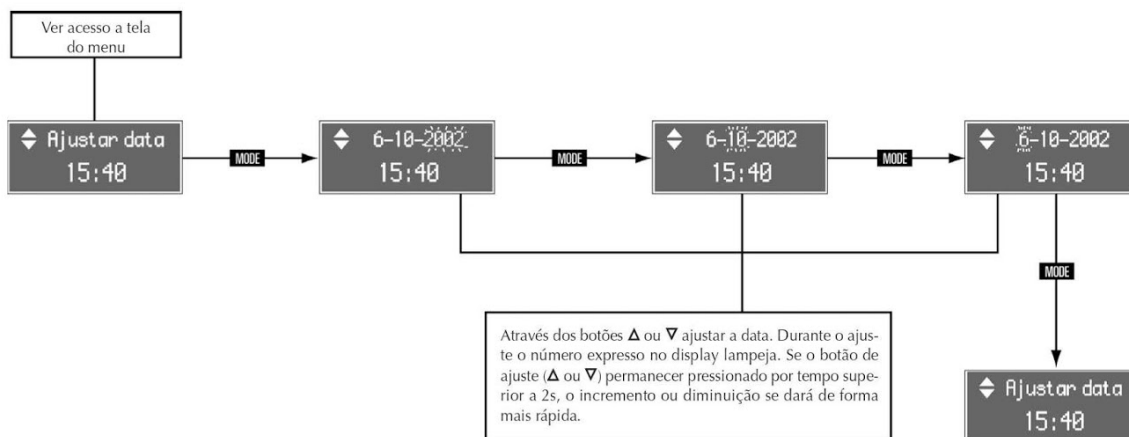 Ver acesso a tela
do menu
Ajustar data
15:40
MODE
6-10-2002
15:40
MODE
6-10-2002
15:40
MODE
6-10-2002
15:40
MODE
Através dos botões Δ ou ∇ ajustar a data. Durante o ajus-
te o número expresso no display lampeja. Se o botão de
ajuste (Δ ou ∇) permanecer pressionado por tempo supe-
rior a 2s, o incremento ou diminuição se dará de forma
mais rápida.
Ajustar data
15:40